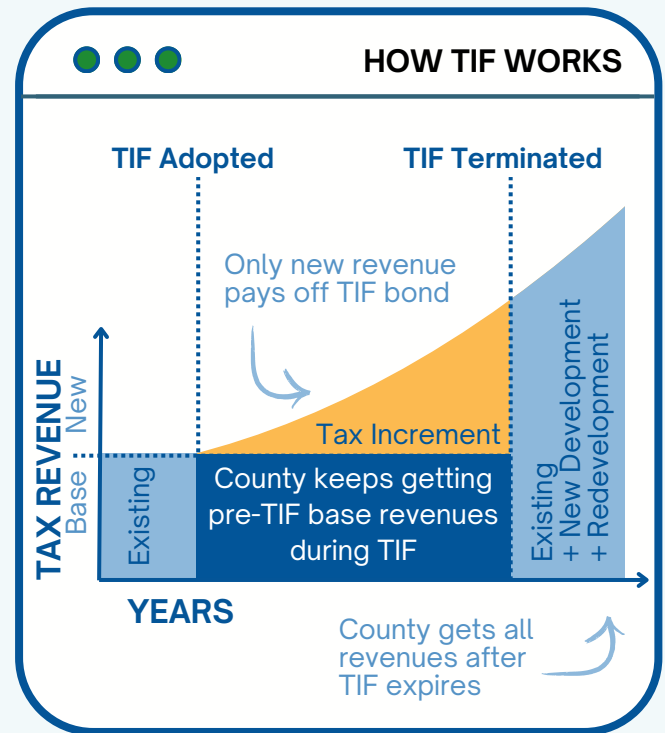 HOW TIF WORKS
TIF Adopted
TIF Terminated
Only new revenue
pays off TIF bond
TAX REVENUE
Base
New
Existing
Tax Increment
County keeps getting
pre-TIF base revenues
during TIF
Existing
+ New Development
+ Redevelopment
YEARS
County gets all
revenues after
TIF expires